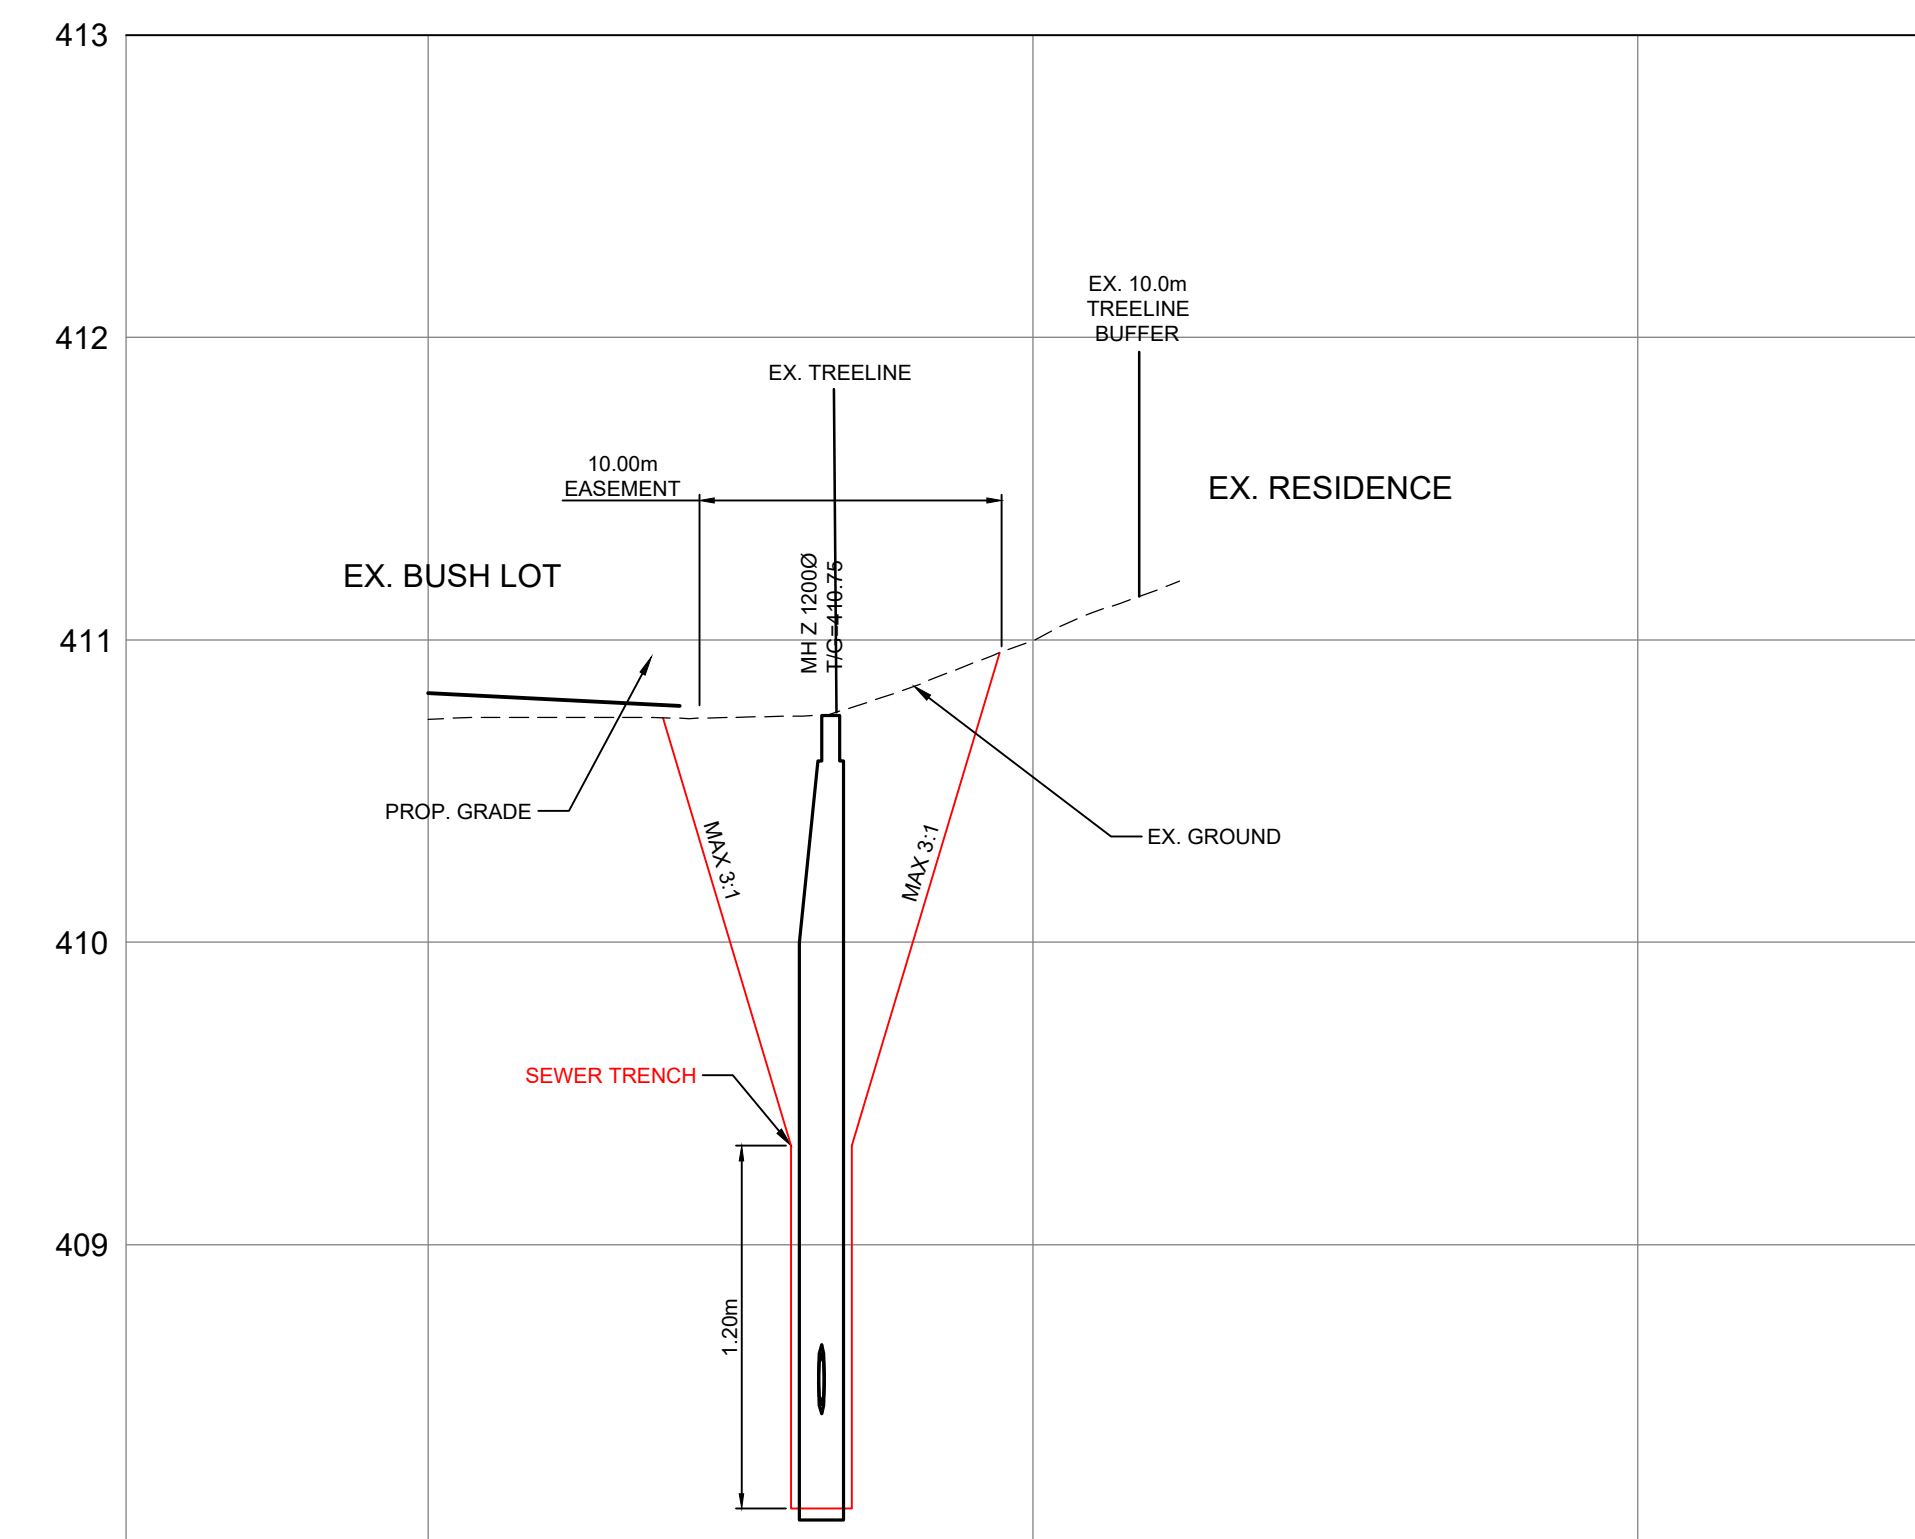 413
412
411
410
409
EX. 10.0m
TREELINE
BUFFER
EX. TREELINE
10.00m
EASEMENT
EX. RESIDENCE
EX. BUSH LOT
MH Z 1200Ø
T/G=410.75
PROP. GRADE
EX. GROUND
MAX 3:1
MAX 3:1
SEWER TRENCH
1.20m